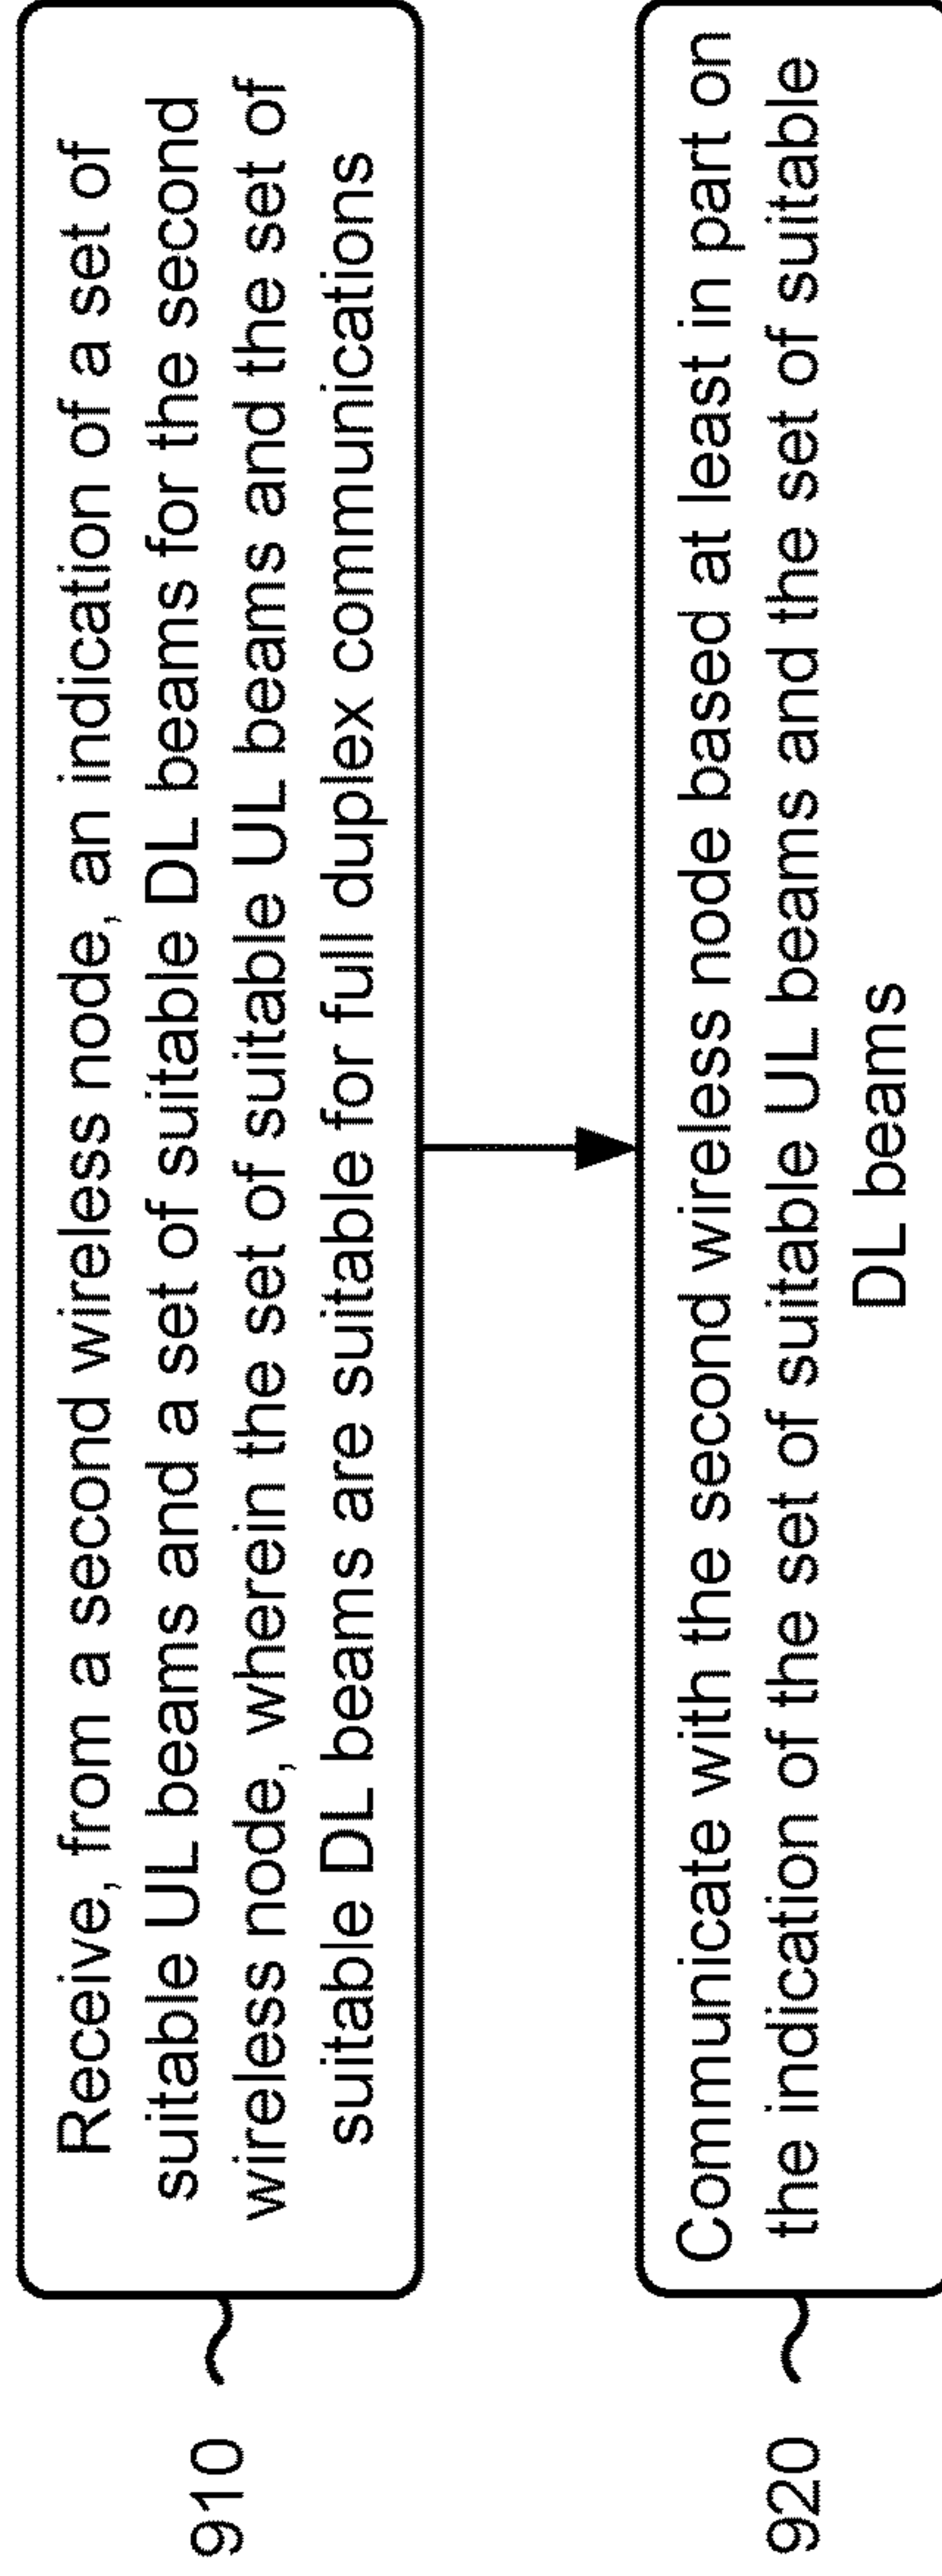 910
Receive, from a second wireless node, an indication of a set of
suitable UL beams and a set of suitable DL beams for the second
wireless node, wherein the set of suitable UL beams and the set of
suitable DL beams are suitable for full duplex communications
920
Communicate with the second wireless node based at least in part on
the indication of the set of suitable UL beams and the set of suitable
DL beams